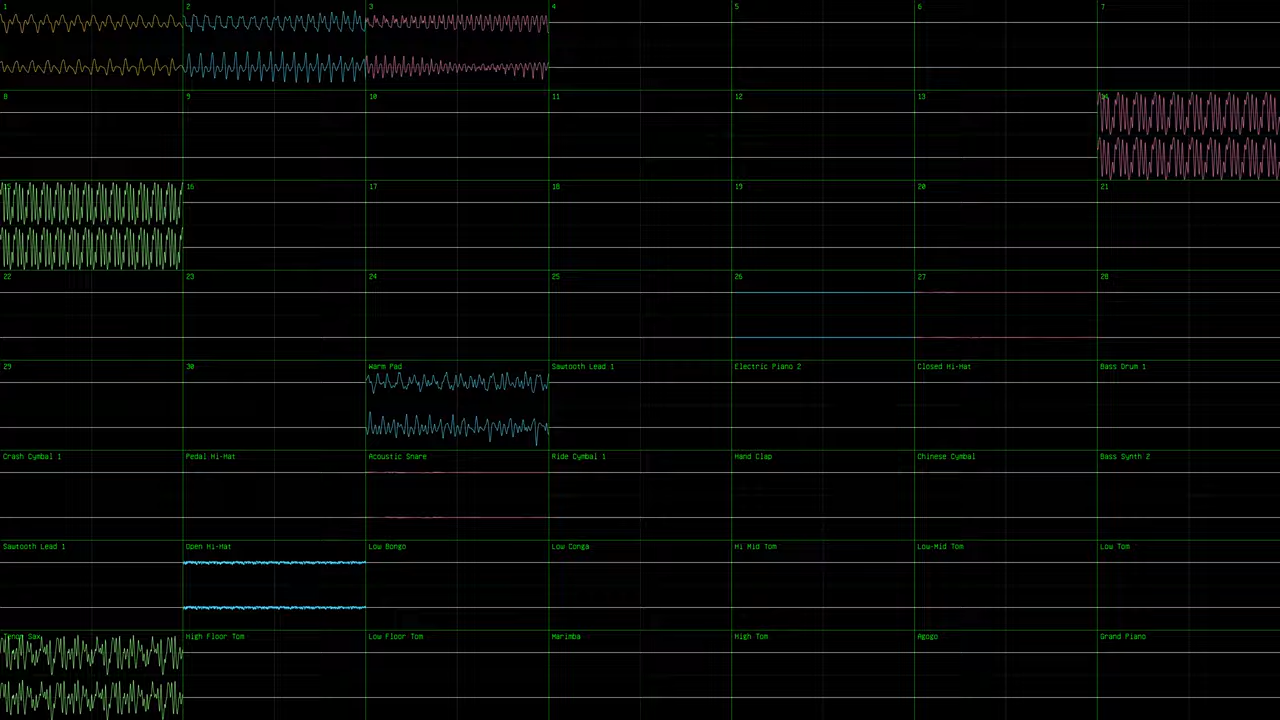 1 2 3 4 5 6 7
8 9 10 11 12 13 14
15 16 17 18 19 20 21
22 23 24 25 26 27 28
29 30 Warm Pad Sawtooth Lead 1 Electric Piano 2 Closed Hi-Hat Bass Drum 1
Crash Cymbal 1 Pedal Hi-Hat Acoustic Snare Ride Cymbal 1 Hand Clap Chinese Cymbal Bass Synth 2
Sawtooth Lead 1 Open Hi-Hat Low Bongo Low Conga Hi Mid Tom Low-Mid Tom Low Tom
Tenor Sax High Floor Tom Low Floor Tom Marimba High Tom Agogo Grand Piano